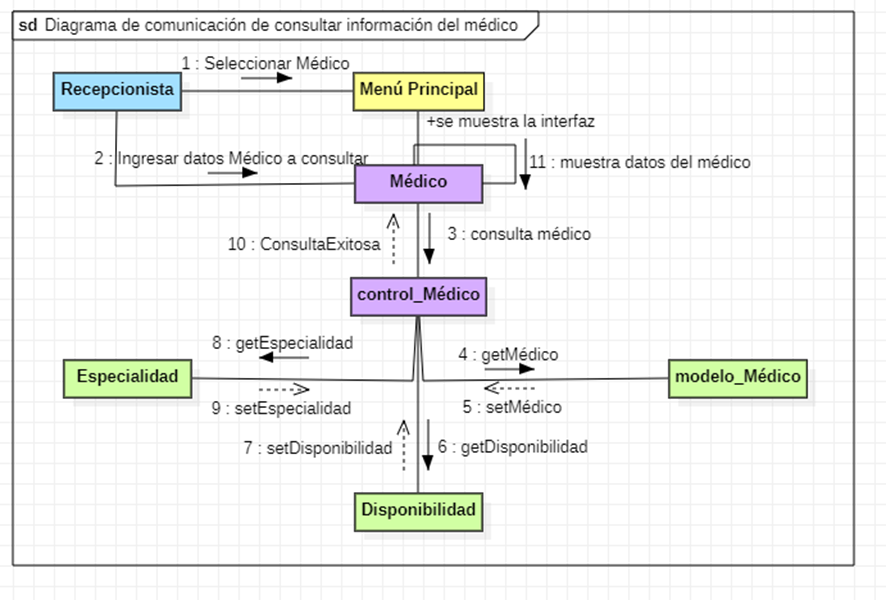 sd Diagrama de comunicación de consultar información del médico
1 : Seleccionar Médico
Recepcionista
Menú Principal
+se muestra la interfaz
2 : Ingresar datos Médico a consultar
11 : muestra datos del médico
Médico
10 : ConsultaExitosa
3 : consulta médico
control_Médico
8 : getEspecialidad
4 : getMédico
Especialidad
modelo_Médico
9 : setEspecialidad
5 : setMédico
7 : setDisponibilidad
6 : getDisponibilidad
Disponibilidad